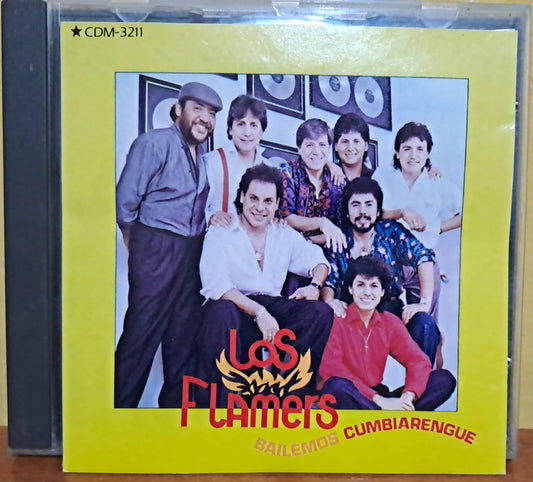 ★CDM-3211
LOS
FLAMERS
BAILEMOS CUMBIARENGUE